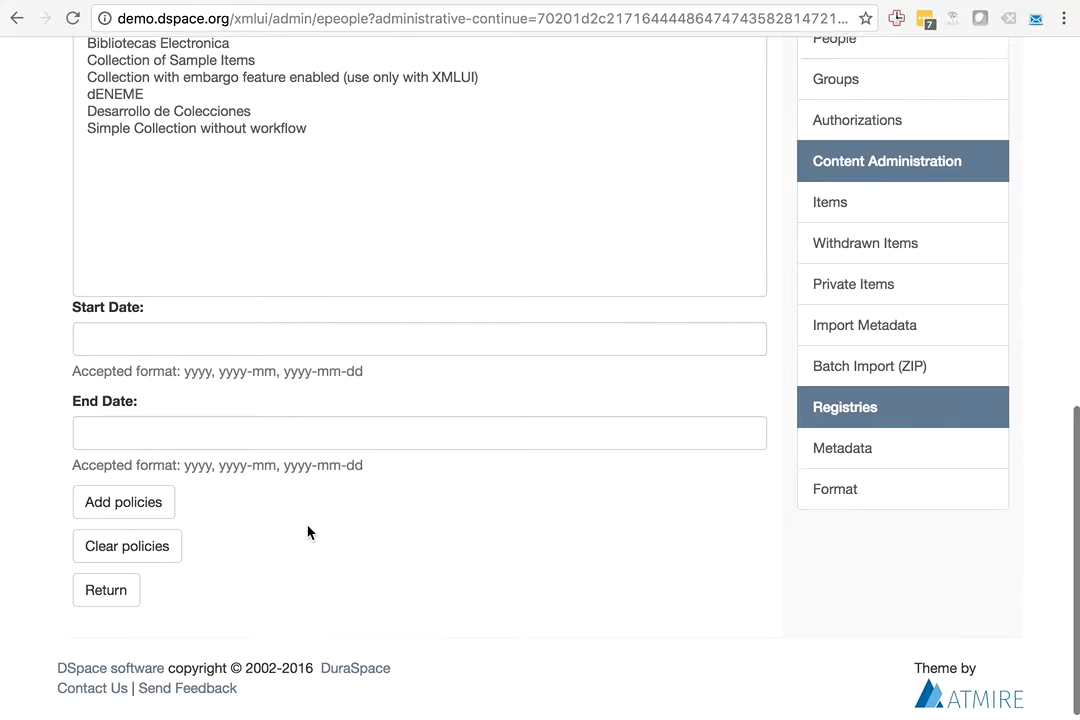 demo.dspace.org/xmlui/admin/epeople?administrative-continue=70201d2c21716444486474743582814721...
7
Bibliotecas Electronica
Collection of Sample Items
Collection with embargo feature enabled (use only with XMLUI)
dENEME
Desarrollo de Colecciones
Simple Collection without workflow
Start Date:
Accepted format: yyyy, yyyy-mm, yyyy-mm-dd
End Date:
Accepted format: yyyy, yyyy-mm, yyyy-mm-dd
Add policies
Clear policies
Return
People
Groups
Authorizations
Content Administration
Items
Withdrawn Items
Private Items
Import Metadata
Batch Import (ZIP)
Registries
Metadata
Format
DSpace software copyright © 2002-2016 DuraSpace
Contact Us | Send Feedback
Theme by
ATMIRE